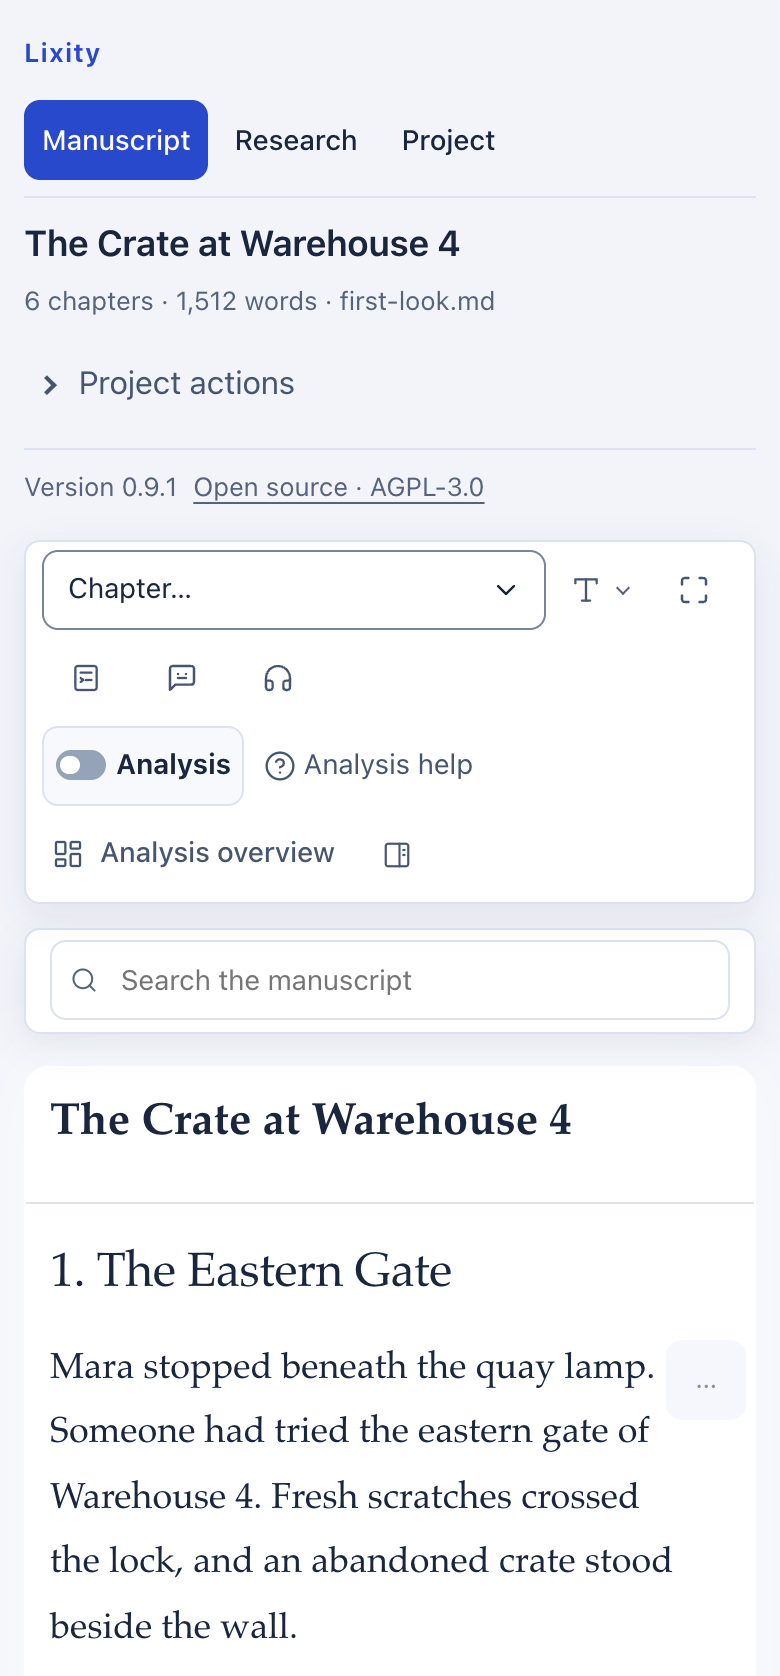 Lixity
Manuscript Research Project
The Crate at Warehouse 4
6 chapters · 1,512 words · first-look.md
Project actions
Version 0.9.1 Open source · AGPL-3.0
Chapter...
Analysis Analysis help
Analysis overview
Search the manuscript
The Crate at Warehouse 4
1. The Eastern Gate
Mara stopped beneath the quay lamp.
...
Someone had tried the eastern gate of
Warehouse 4. Fresh scratches crossed
the lock, and an abandoned crate stood
beside the wall.